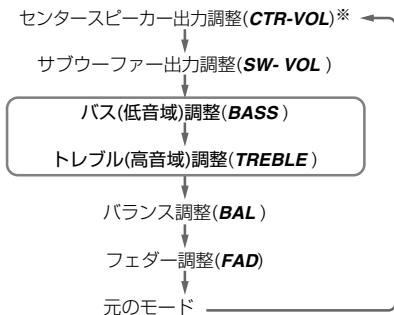 センタースピーカー出力調整(CTR-VOL)※
サブウーファー出力調整(SW- VOL )
バス(低音域)調整(BASS )
トレブル(高音域)調整(TREBLE )
バランス調整(BAL )
フェダー調整(FAD)
元のモード